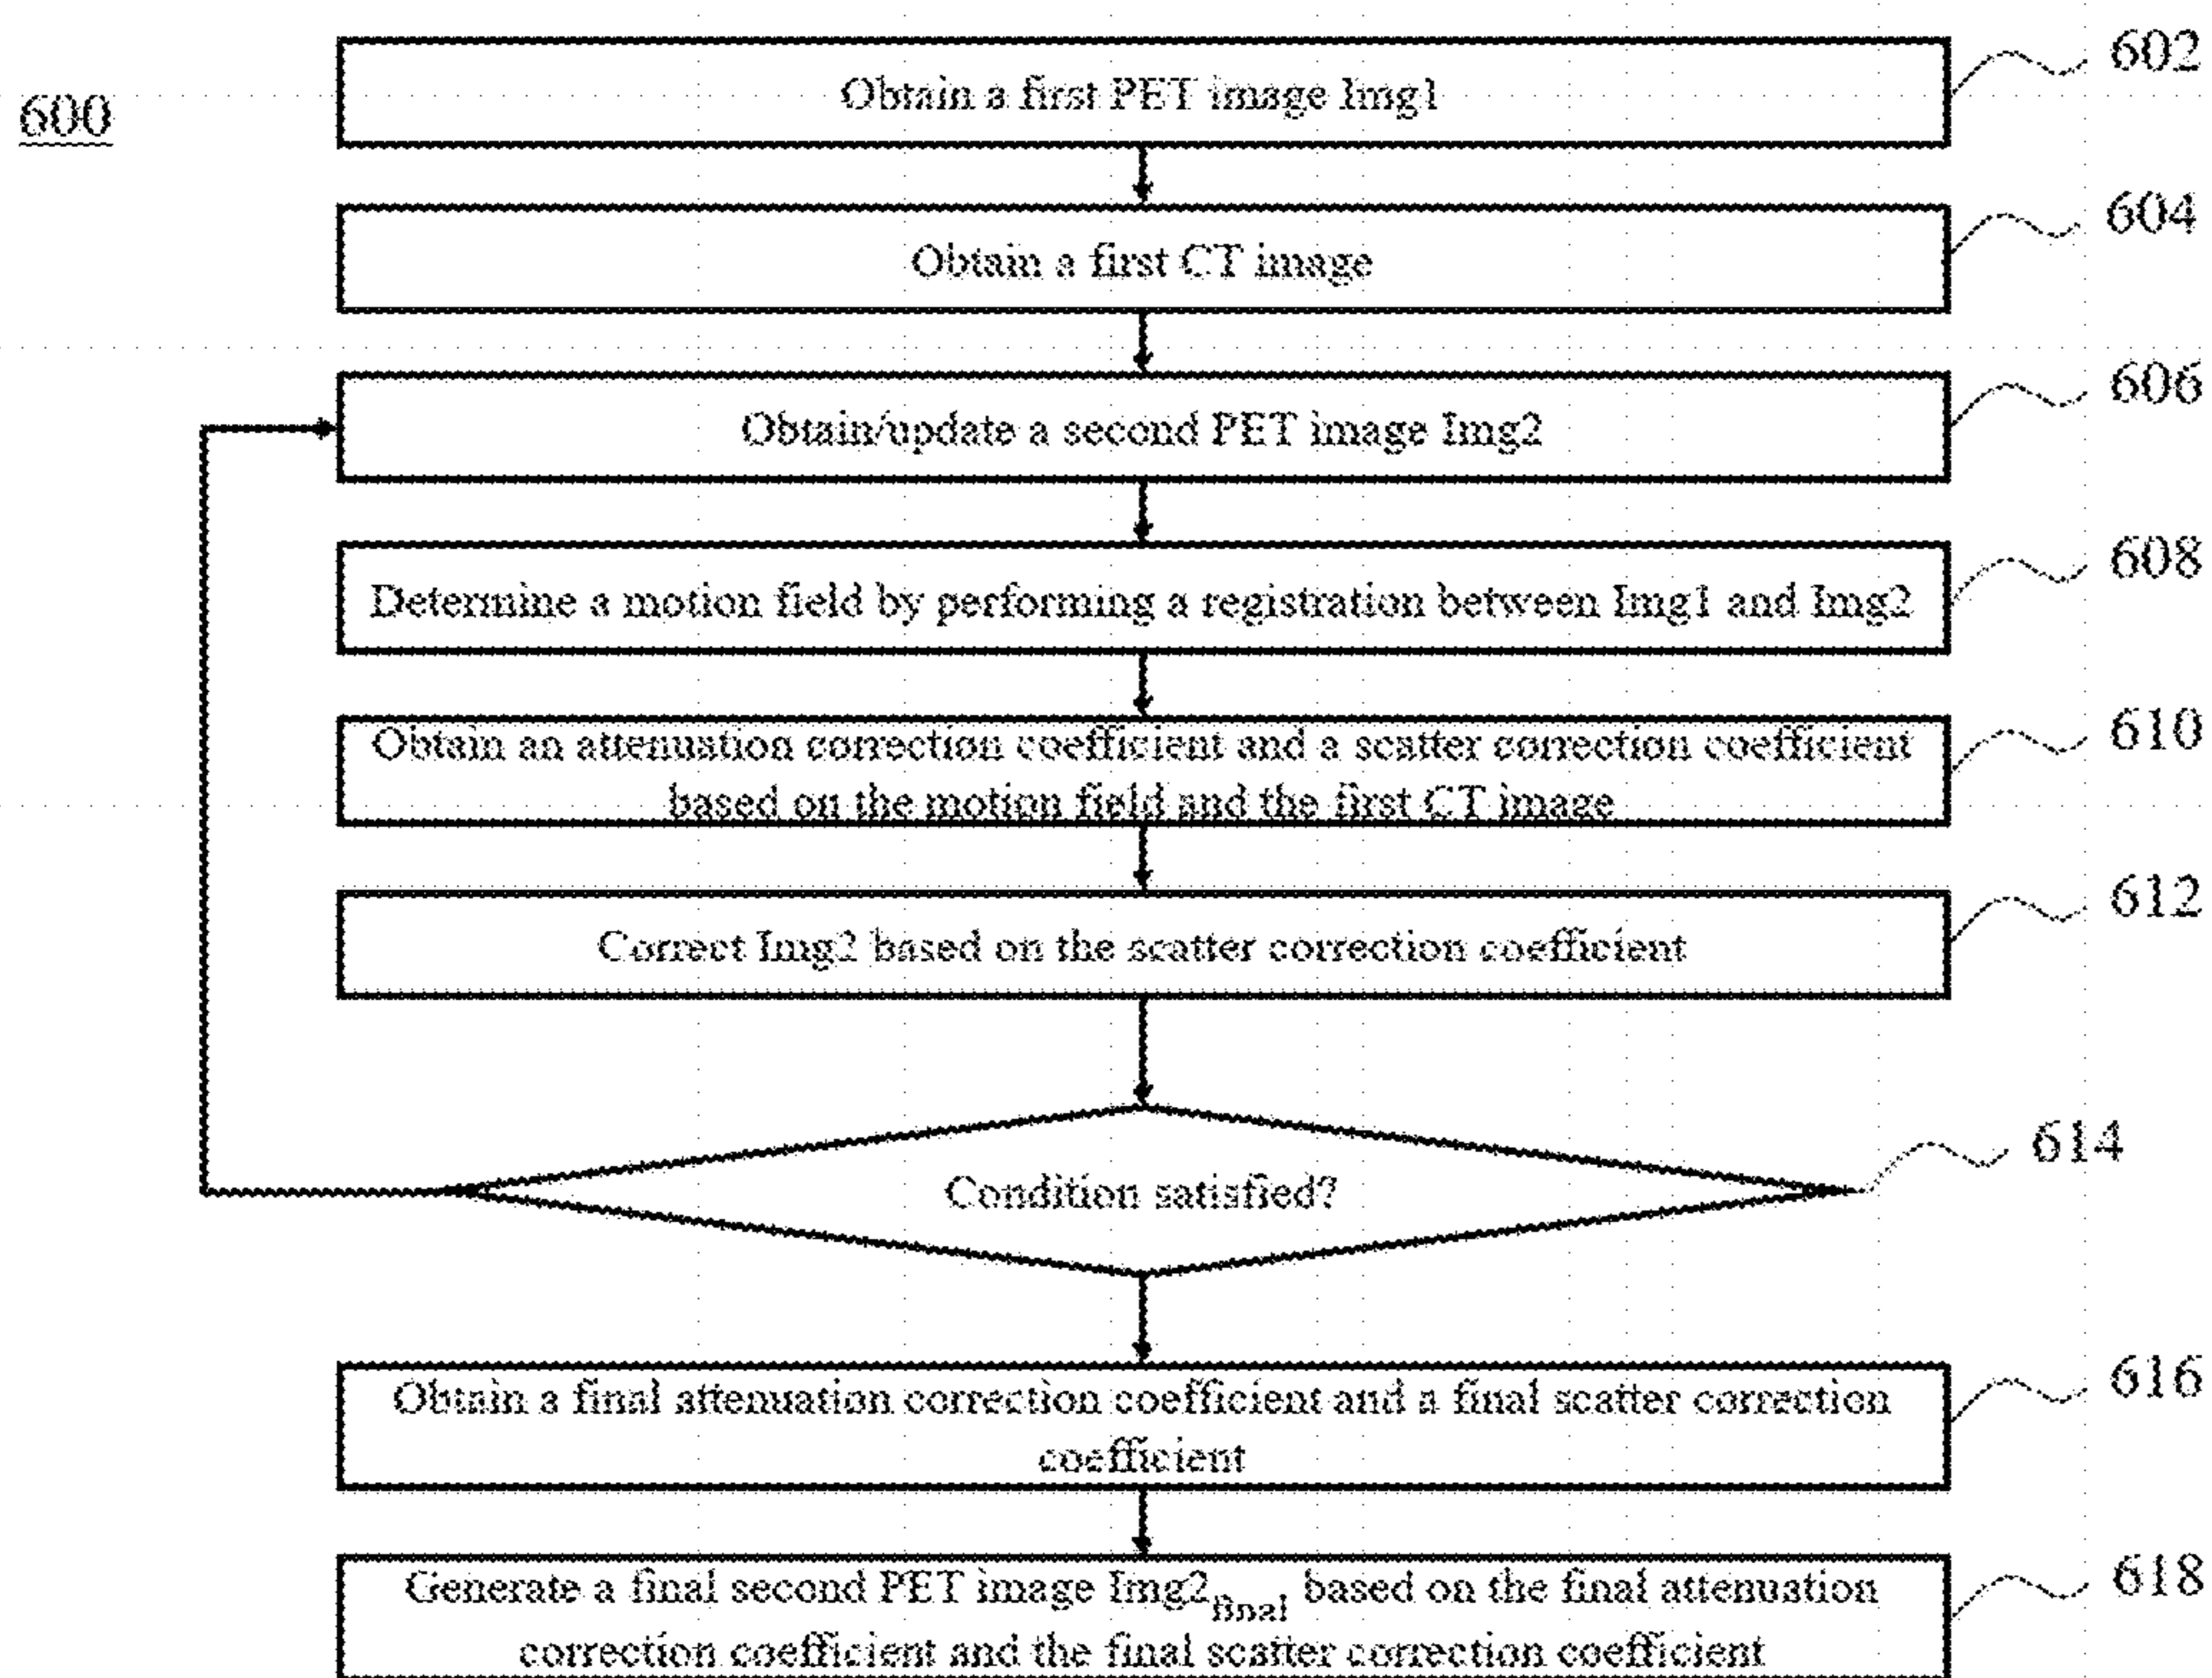 600
Obtain a first PET image Img1
602
Obtain a first CT image
604
Obtain/update a second PET image Img2
606
Determine a motion field by performing a registration between Img1 and Img2
608
Obtain an attenuation correction coefficient and a scatter correction coefficient
based on the motion field and the first CT image
610
Correct Img2 based on the scatter correction coefficient
612
Condition satisfied?
614
Obtain a final attenuation correction coefficient and a final scatter correction
coefficient
616
Generate a final second PET image Img2final based on the final attenuation
correction coefficient and the final scatter correction coefficient
618